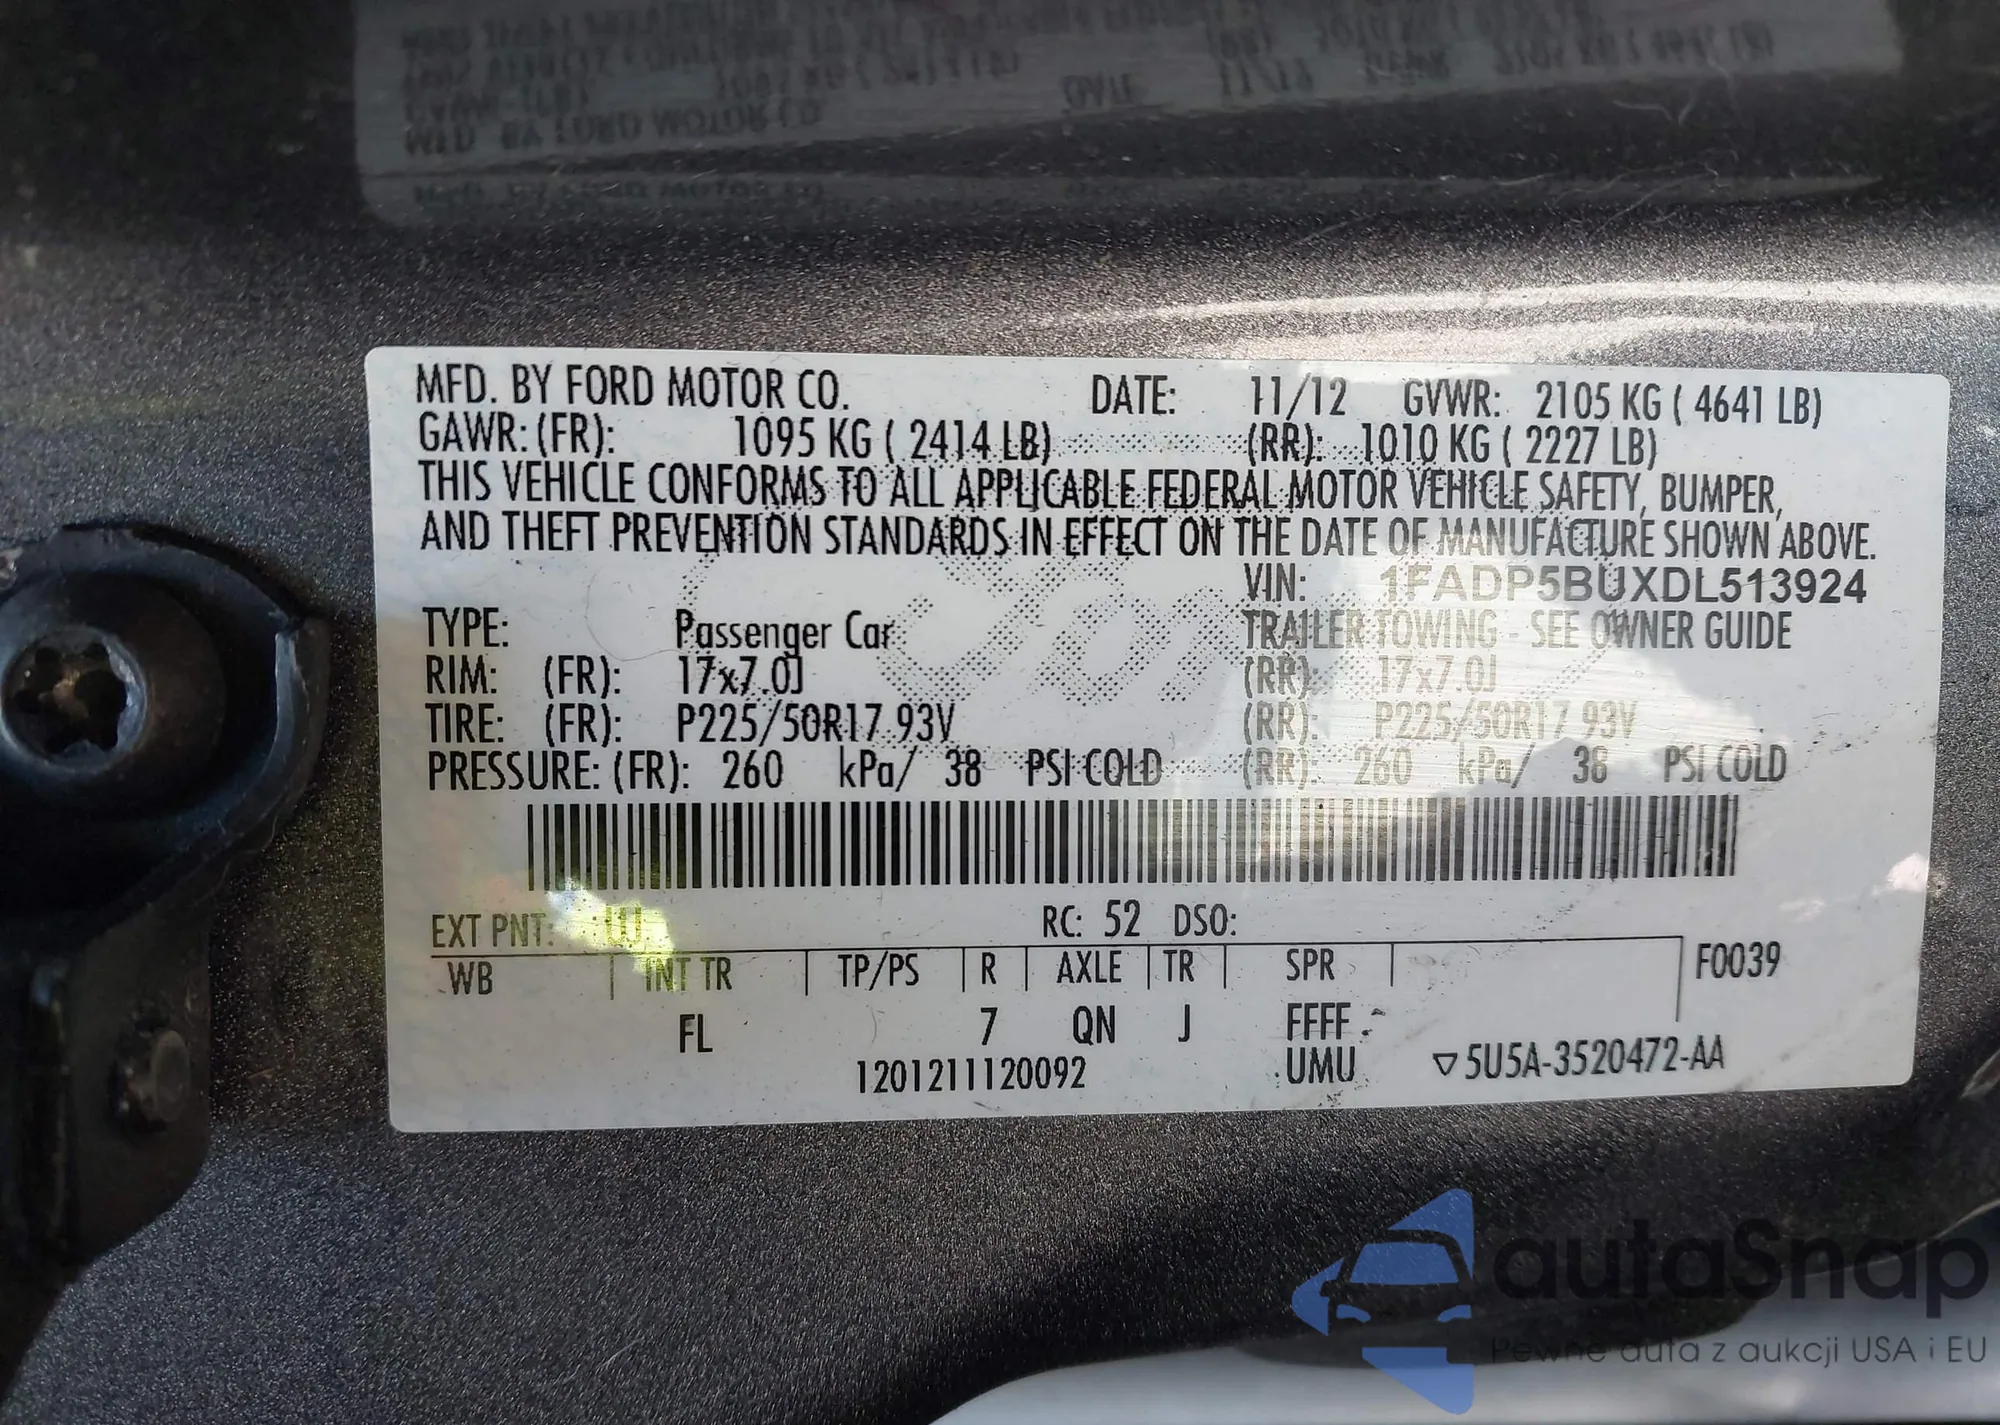 MFD. BY FORD MOTOR CO. DATE: 11/12 GVWR: 2105 KG ( 4641 LB)
GAWR: (FR): 1095 KG ( 2414 LB) (RR): 1010 KG ( 2227 LB)
THIS VEHICLE CONFORMS TO ALL APPLICABLE FEDERAL MOTOR VEHICLE SAFETY, BUMPER,
AND THEFT PREVENTION STANDARDS IN EFFECT ON THE DATE OF MANUFACTURE SHOWN ABOVE.
VIN: 1FADP5BUXDL513924
TYPE: Passenger Car TRAILER TOWING - SEE OWNER GUIDE
RIM: (FR): 17x7.0J (RR): 17x7.0J
TIRE: (FR): P225/50R17 93V (RR): P225/50R17 93V
PRESSURE: (FR): 260 kPa/ 38 PSI COLD (RR): 260 kPa/ 38 PSI COLD
EXT PNT: RC: 52 DSO:
WB INT TR TP/PS R AXLE TR SPR F0039
FL 7 QN J FFFF
1201211120092 UMU ▽5U5A-3520472-AA
autaSnap
Pewne auta z aukcji USA i EU